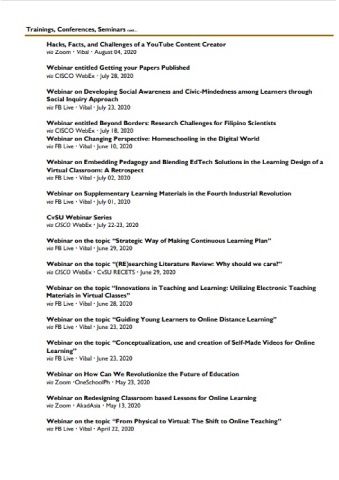 Trainings, Conferences, Seminars cont...
Hacks, Facts, and Challenges of a YouTube Content Creator
via Zoom • Vibal • August 04, 2020
Webinar entitled Getting your Papers Published
via CISCO WebEx • July 28, 2020
Webinar on Developing Social Awareness and Civic-Mindedness among Learners through
Social Inquiry Approach
via FB Live • Vibal • July 23, 2020
Webinar entitled Beyond Borders: Research Challenges for Filipino Scientists
via CISCO WebEx • July 18, 2020
Webinar on Changing Perspective: Homeschooling in the Digital World
via FB Live • Vibal • June 10, 2020
Webinar on Embedding Pedagogy and Blending EdTech Solutions in the Learning Design of a
Virtual Classroom: A Retrospect
via FB Live • Vibal • July 02, 2020
Webinar on Supplementary Learning Materials in the Fourth Industrial Revolution
via FB Live • Vibal • July 01, 2020
CvSU Webinar Series
via CISCO WebEx • July 22-23, 2020
Webinar on the topic “Strategic Way of Making Continuous Learning Plan”
via FB Live • Vibal • June 29, 2020
Webinar on the topic “(RE)searching Literature Review: Why should we care?”
via CISCO WebEx • CvSU RECETS • June 29, 2020
Webinar on the topic “Innovations in Teaching and Learning: Utilizing Electronic Teaching
Materials in Virtual Classes”
via FB Live • Vibal • June 28, 2020
Webinar on the topic “Guiding Young Learners to Online Distance Learning”
via FB Live • Vibal • June 23, 2020
Webinar on the topic “Conceptualization, use and creation of Self-Made Videos for Online
Learning”
via FB Live • Vibal • June 23, 2020
Webinar on How Can We Revolutionize the Future of Education
via Zoom •OneSchoolPh • May 23, 2020
Webinar on Redesigning Classroom based Lessons for Online Learning
via Zoom • AkadAsia • May 13, 2020
Webinar on the topic “From Physical to Virtual: The Shift to Online Teaching”
via FB Live • Vibal • April 22, 2020